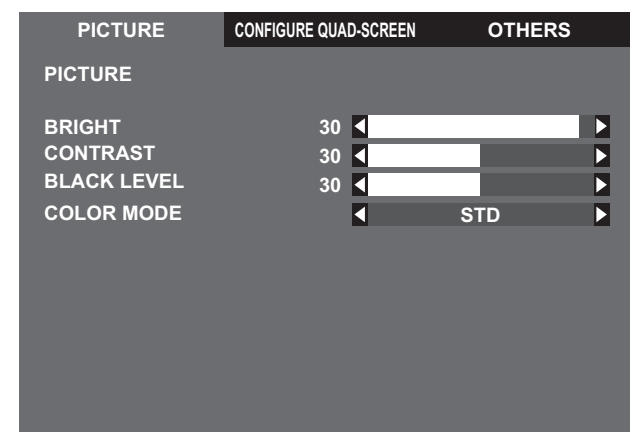 PICTURE CONFIGURE QUAD-SCREEN OTHERS
PICTURE
BRIGHT 30
CONTRAST 30
BLACK LEVEL 30
COLOR MODE STD